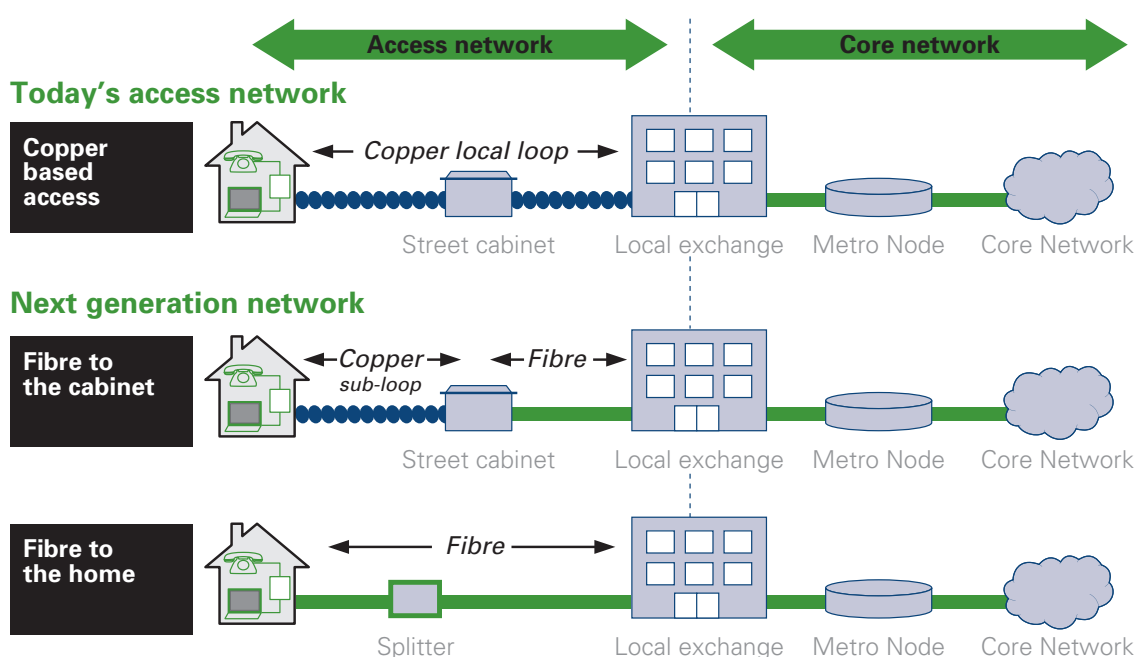 Access network
Core network
Today's access network
Copper
based
access
Copper local loop
Street cabinet
Local exchange
Metro Node
Core Network
Next generation network
Fibre to
the cabinet
Copper
sub-loop
Fibre
Street cabinet
Local exchange
Metro Node
Core Network
Fibre to
the home
Fibre
Splitter
Local exchange
Metro Node
Core Network